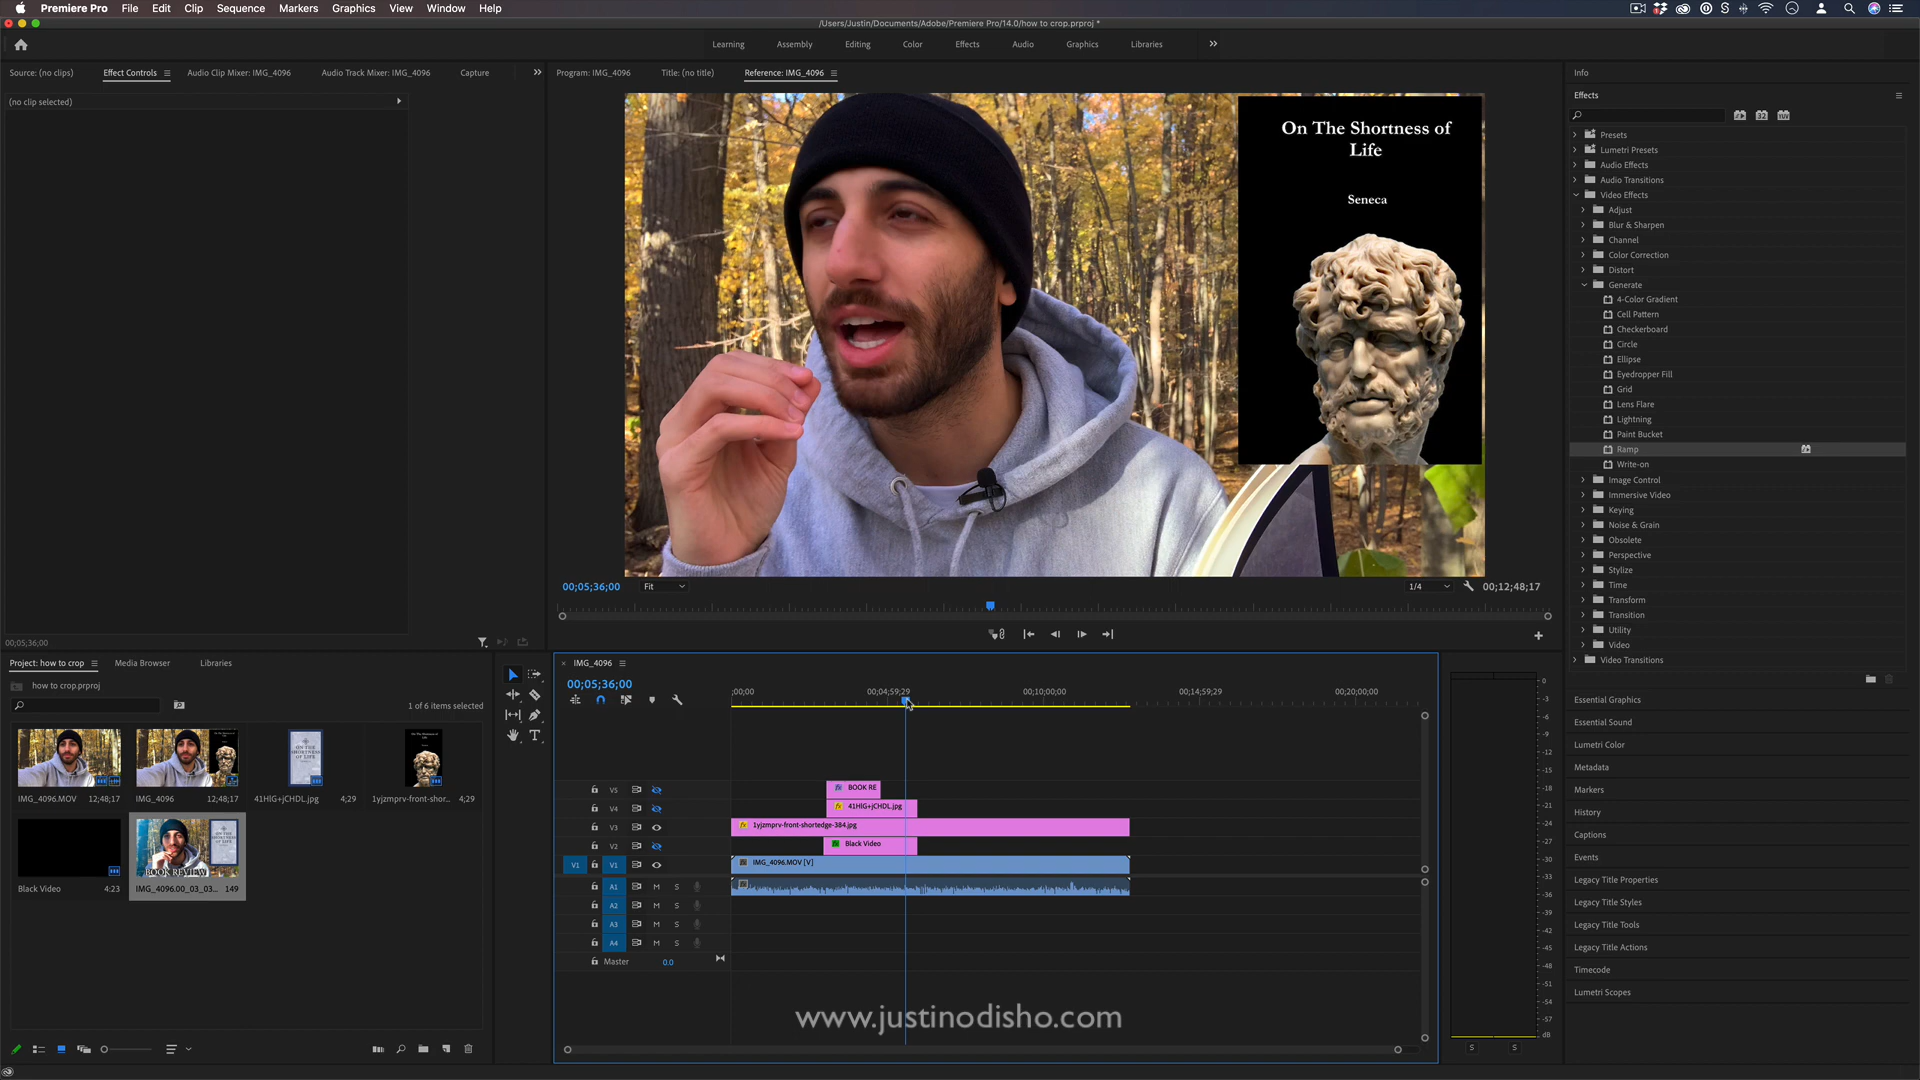 Premiere Pro File Edit Clip Sequence Markers Graphics View Window Help
/Users/Justin/Documents/Adobe/Premiere Pro/14.0/how to crop.prproj *
Learning Assembly Editing Color Effects Audio Graphics Libraries
Source: (no clips) Effect Controls Audio Clip Mixer: IMG_4096 Audio Track Mixer: IMG_4096 Capture
(no clip selected)
00;05;36;00
Program: IMG_4096 Title: (no title) Reference: IMG_4096
On The Shortness of
Life
Seneca
00;05;36;00 Fit 1/4 00;12;48;17
Info
Effects
Presets
Lumetri Presets
Audio Effects
Audio Transitions
Video Effects
Adjust
Blur & Sharpen
Channel
Color Correction
Distort
Generate
4-Color Gradient
Cell Pattern
Checkerboard
Circle
Ellipse
Eyedropper Fill
Grid
Lens Flare
Lightning
Paint Bucket
Ramp
Write-on
Image Control
Immersive Video
Keying
Noise & Grain
Obsolete
Perspective
Stylize
Time
Transform
Transition
Utility
Video
Video Transitions
Essential Graphics
Essential Sound
Lumetri Color
Metadata
Markers
History
Captions
Events
Legacy Title Properties
Legacy Title Styles
Legacy Title Tools
Legacy Title Actions
Timecode
Lumetri Scopes
Project: how to crop Media Browser Libraries
how to crop.prproj
1 of 6 items selected
ON THE
SHORTNESS
OF
LIFE
IMG_4096.MOV 12;48;17
IMG_4096 12;48;17
41HlG+jCHDL.jpg 4;29
1yjzmprv-front-shor... 4;29
BOOK REVIEW
Black Video 4:23
IMG_4096.00_03_03... 149
IMG_4096
00;05;36;00
;00;00 00;04;59;29 00;10;00;00 00;14;59;29 00;20;00;00
V5 BOOK RE
V4 41HlG+jCHDL.jpg
V3 1yjzmprv-front-shortedge-384.jpg
V2 Black Video
V1 V1 IMG_4096.MOV [V]
A1 M S
A2 M S
A3 M S
A4 M S
Master 0.0
www.justinodisho.com
0
-3
-6
-9
-12
-15
-18
-21
-24
-27
-30
-33
-36
-39
-42
-45
-48
-51
-54
-57
dB
S S